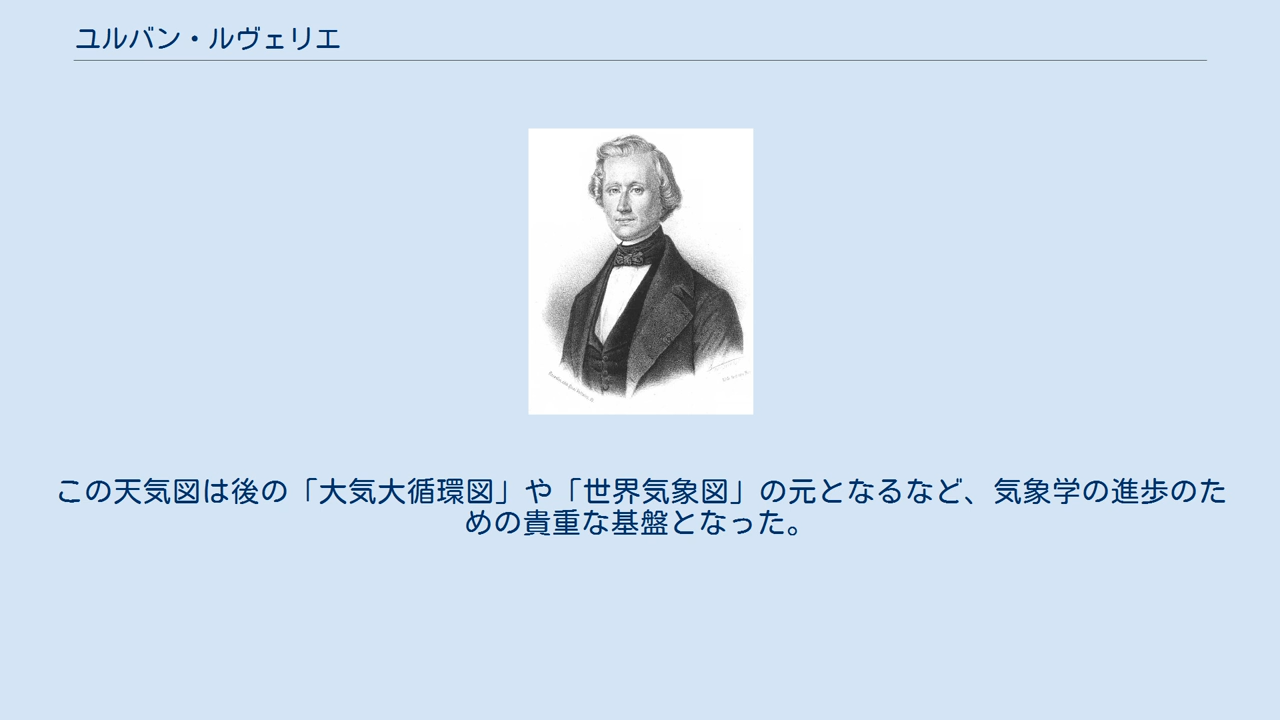 ユルバン・ルヴェリエ
この天気図は後の「大気大循環図」や「世界気象図」の元となるなど、気象学の進歩のた
めの貴重な基盤となった。